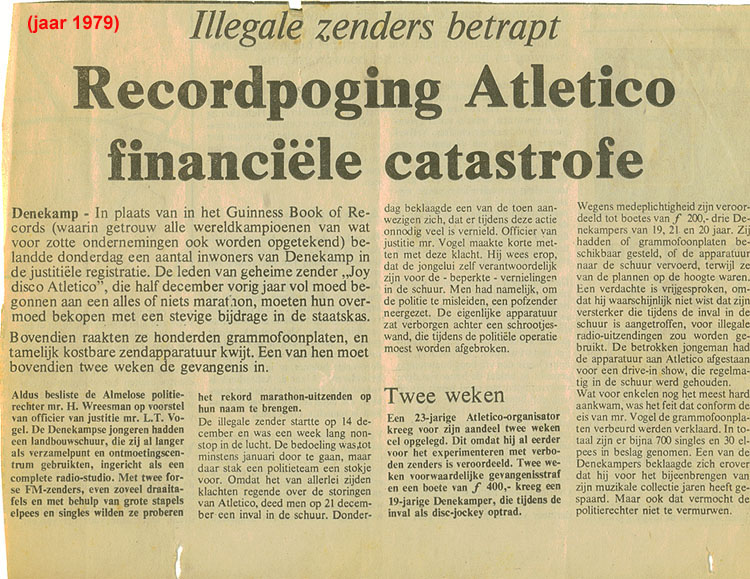 (jaar 1979)
Illegale zenders betrapt
Recordpoging Atletico
financiële catastrofe
Denekamp - In plaats van in het Guinness Book of Re-
cords (waarin getrouw alle wereldkampioenen van wat
voor zotte ondernemingen ook worden opgetekend) be-
landde donderdag een aantal inwoners van Denekamp in
de justitiële registratie. De leden van geheime zender „Joy
disco Atletico”, die half december vorig jaar vol moed be-
gonnen aan een alles of niets marathon, moeten hun over-
moed bekopen met een stevige bijdrage in de staatskas.
Bovendien raakten ze honderden grammofoonplaten, en
tamelijk kostbare zendapparatuur kwijt. Een van hen moet
bovendien twee weken de gevangenis in.
Aldus besliste de Almelose politie-
rechter mr. H. Wreesman op voorstel
van officier van justitie mr. L.T. Vo-
gel. De Denekampse jongeren hadden
een landbouwschuur, die zij al langer
als verzamelpunt en ontmoetingscen-
trum gebruikten, ingericht als een
complete radio-studio. Met twee for-
se FM-zenders, even zoveel draaita-
fels en met behulp van grote stapels
elpees en singles wilden ze proberen
het rekord marathon-uitzenden op
hun naam te brengen.
De illegale zender startte op 14 de-
cember en was een week lang non-
stop in de lucht. De bedoeling was, tot
minstens januari door te gaan, maar
daar stak een politieteam een stokje
voor. Omdat het van allerlei zijden
klachten regende over de storingen
van Atletico, deed men op 21 decem-
ber een inval in de schuur. Donder-
dag beklaagde een van de toen aan-
wezigen zich, dat er tijdens deze actie
onnodig veel is vernield. Officier van
justitie mr. Vogel maakte korte met-
ten met deze klacht. Hij wees erop,
dat de jongelui zelf verantwoordelijk
zijn voor de - beperkte - vernielingen
in de schuur. Men had namelijk, om
de politie te misleiden, een pofzender
neergezet. De eigenlijke apparatuur
zat verborgen achter een schrootjes-
wand, die tijdens de politiële operatie
moest worden afgebroken.
Twee weken
Een 23-jarige Atletico-organisator
kreeg voor zijn aandeel twee weken
cel opgelegd. Dit omdat hij al eerder
voor het experimenteren met verbo-
den zenders is veroordeeld. Twee we-
ken voorwaardelijke gevangenisstraf
en een boete van ƒ 400,- kreeg een
19-jarige Denekamper, die tijdens de
inval als disc-jockey optrad.
Wegens medeplichtigheid zijn veroor-
deeld tot boetes van ƒ 200,- drie De-
nekampers van 19, 21 en 20 jaar. Zij
hadden of grammofoonplaten be-
schikbaar gesteld, of de apparatuur
naar de schuur vervoerd, terwijl ze
van de plannen op de hoogte waren.
Een verdachte is vrijgesproken, om-
dat hij waarschijnlijk niet wist dat zijn
versterker die tijdens de inval in de
schuur is aangetroffen, voor illegale
radio-uitzendingen zou worden ge-
bruikt. De betrokken jongeman had
de apparatuur aan Atletico afgestaan
voor een drive-in show, die regelma-
tig in de schuur werd gehouden.
Wat voor enkelen nog het meest hard
aankwam, was het feit dat conform de
eis van mr. Vogel de grammofoonpla-
ten verbeurd werden verklaard. In to-
taal zijn er bijna 700 singles en 30 el-
pees in beslag genomen. Een van de
Denekampers beklaagde zich erover
dat hij voor het bijeenbrengen van
zijn muzikale collectie jaren heeft ge-
spaard. Maar ook dat vermocht de
politierechter niet te vermurwen.